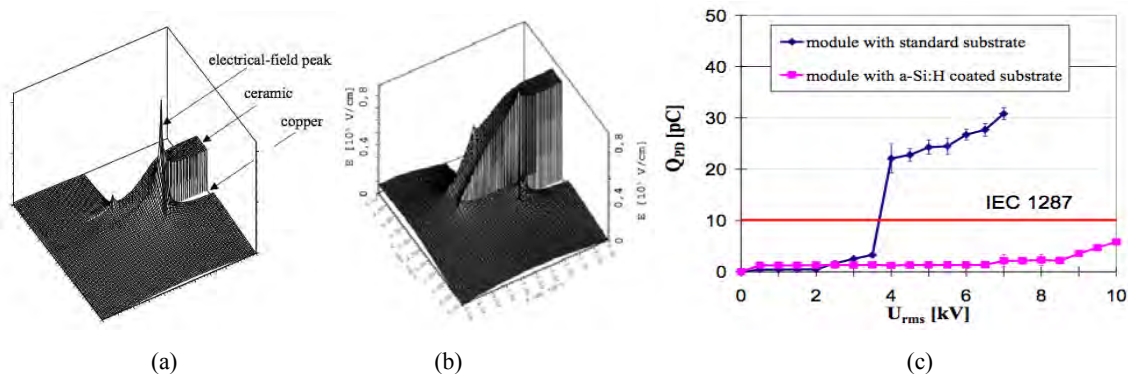 electrical-field peak
ceramic
copper
E [10⁵ V/cm]
0 0,4 0,8
E [10⁵ V/cm]
0 0.4 0.8
50
40
30
20
10
0
Q_PD [pC]
module with standard substrate
module with a-Si:H coated substrate
IEC 1287
0 2 4 6 8 10
U_rms [kV]
(a) (b) (c)